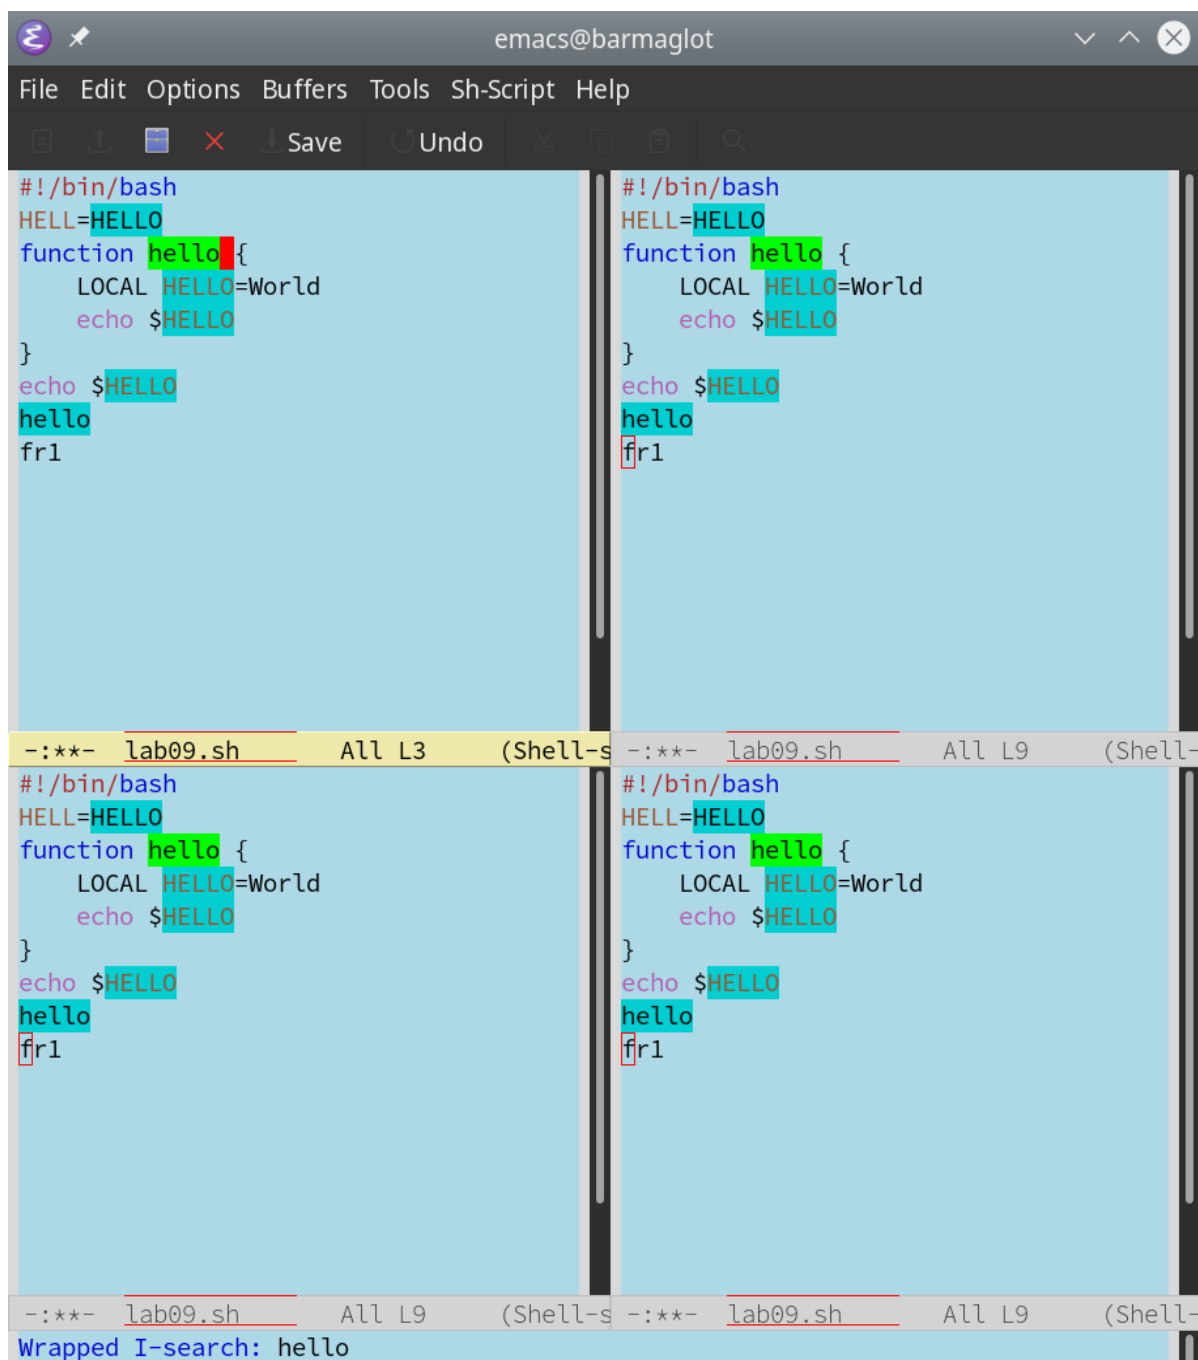 emacs@barmaglot
File Edit Options Buffers Tools Sh-Script Help
Save Undo
#!/bin/bash
HELL=HELLO
function hello {
    LOCAL HELLO=World
    echo $HELLO
}
echo $HELLO
hello
fr1
-:**- lab09.sh All L3 (Shell-s
#!/bin/bash
HELL=HELLO
function hello {
    LOCAL HELLO=World
    echo $HELLO
}
echo $HELLO
hello
fr1
-:**- lab09.sh All L9 (Shell-
#!/bin/bash
HELL=HELLO
function hello {
    LOCAL HELLO=World
    echo $HELLO
}
echo $HELLO
hello
fr1
-:**- lab09.sh All L9 (Shell-s
#!/bin/bash
HELL=HELLO
function hello {
    LOCAL HELLO=World
    echo $HELLO
}
echo $HELLO
hello
fr1
-:**- lab09.sh All L9 (Shell-
Wrapped I-search: hello